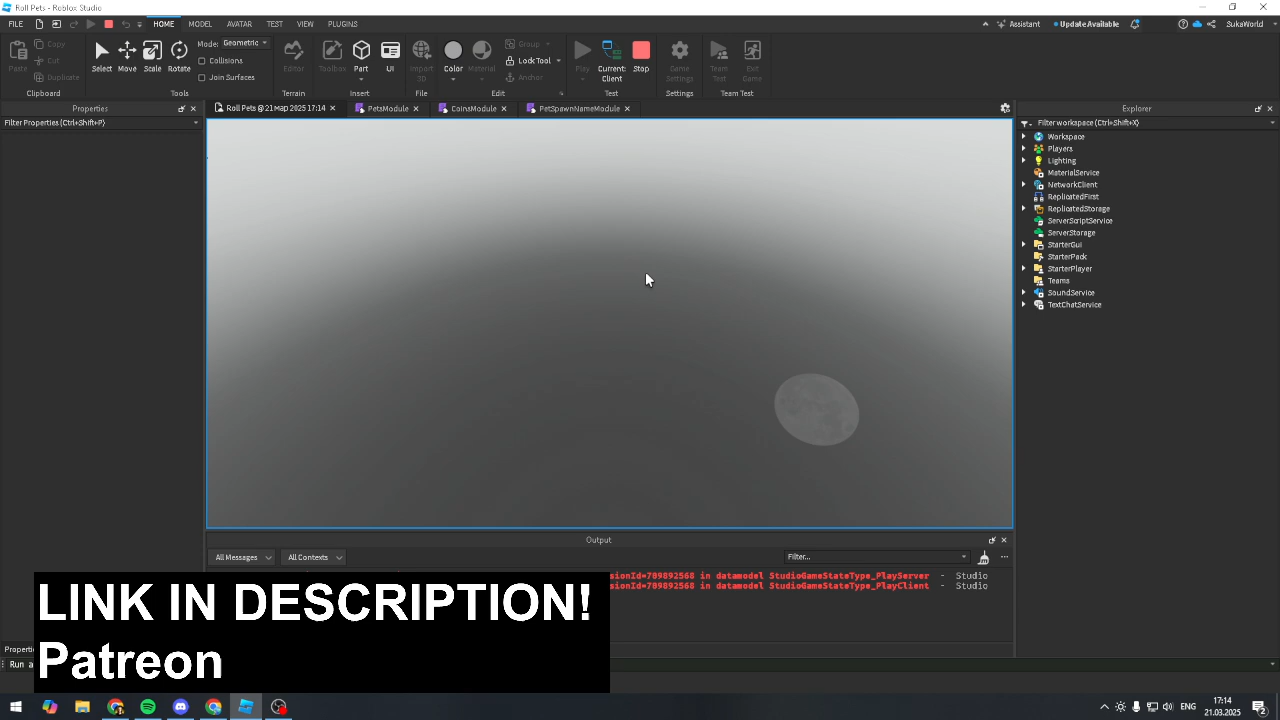 Roll Pets - Roblox Studio
FILE HOME MODEL AVATAR TEST VIEW PLUGINS Assistant Update Available SukaWorld
Paste Copy Cut Duplicate Clipboard
Select Move Scale Rotate Mode: Geometric Collisions Join Surfaces Tools
Editor Terrain
Toolbox Part UI Insert
Import 3D File
Color Material Group Lock Tool Anchor Edit
Play Current: Client Stop Test
Game Settings Settings
Team Test Exit Game Team Test
Properties
Filter Properties (Ctrl+Shift+P)
Roll Pets @ 21 мар 2025 17:14 PetsModule CoinsModule PetSpawnNameModule
Explorer
Filter workspace (Ctrl+Shift+X)
Workspace
Players
Lighting
MaterialService
NetworkClient
ReplicatedFirst
ReplicatedStorage
ServerScriptService
ServerStorage
StarterGui
StarterPack
StarterPlayer
Teams
SoundService
TextChatService
Output
All Messages All Contexts Filter...
sionId=789892568 in datamodel StudioGameStateType_PlayServer - Studio
sionId=789892568 in datamodel StudioGameStateType_PlayClient - Studio
LINK IN DESCRIPTION!
Patreon
Run a
ENG 17:14
21.03.2025
2